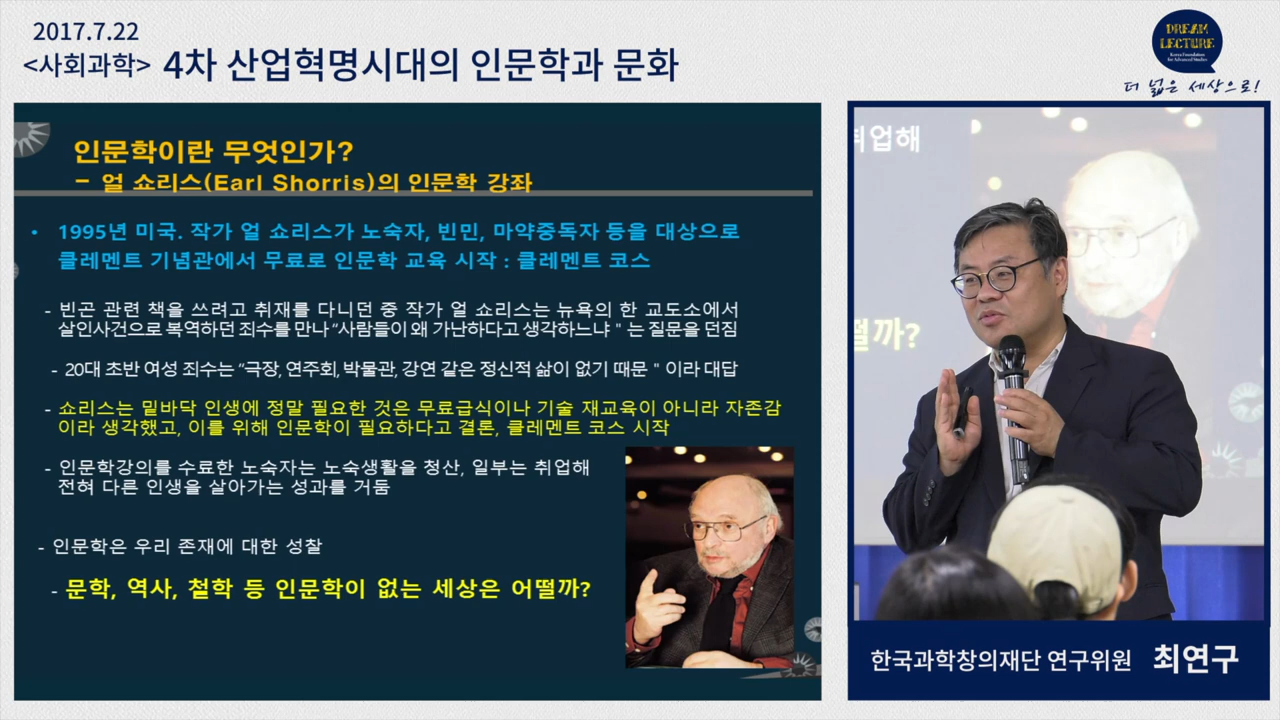 2017.7.22
<사회과학> 4차 산업혁명시대의 인문학과 문화
DREAM
LECTURE
Korea Foundation
for Advanced Studies
더 넓은 세상으로!
인문학이란 무엇인가?
- 얼 쇼리스(Earl Shorris)의 인문학 강좌
• 1995년 미국. 작가 얼 쇼리스가 노숙자, 빈민, 마약중독자 등을 대상으로
클레멘트 기념관에서 무료로 인문학 교육 시작 : 클레멘트 코스
- 빈곤 관련 책을 쓰려고 취재를 다니던 중 작가 얼 쇼리스는 뉴욕의 한 교도소에서
살인사건으로 복역하던 죄수를 만나 "사람들이 왜 가난하다고 생각하느냐 " 는 질문을 던짐
- 20대 초반 여성 죄수는 "극장, 연주회, 박물관, 강연 같은 정신적 삶이 없기 때문 " 이라 대답
- 쇼리스는 밑바닥 인생에 정말 필요한 것은 무료급식이나 기술 재교육이 아니라 자존감
이라 생각했고, 이를 위해 인문학이 필요하다고 결론, 클레멘트 코스 시작
- 인문학강의를 수료한 노숙자는 노숙생활을 청산, 일부는 취업해
전혀 다른 인생을 살아가는 성과를 거둠
- 인문학은 우리 존재에 대한 성찰
- 문학, 역사, 철학 등 인문학이 없는 세상은 어떨까?
취업해
떨까?
한국과학창의재단 연구위원 최연구